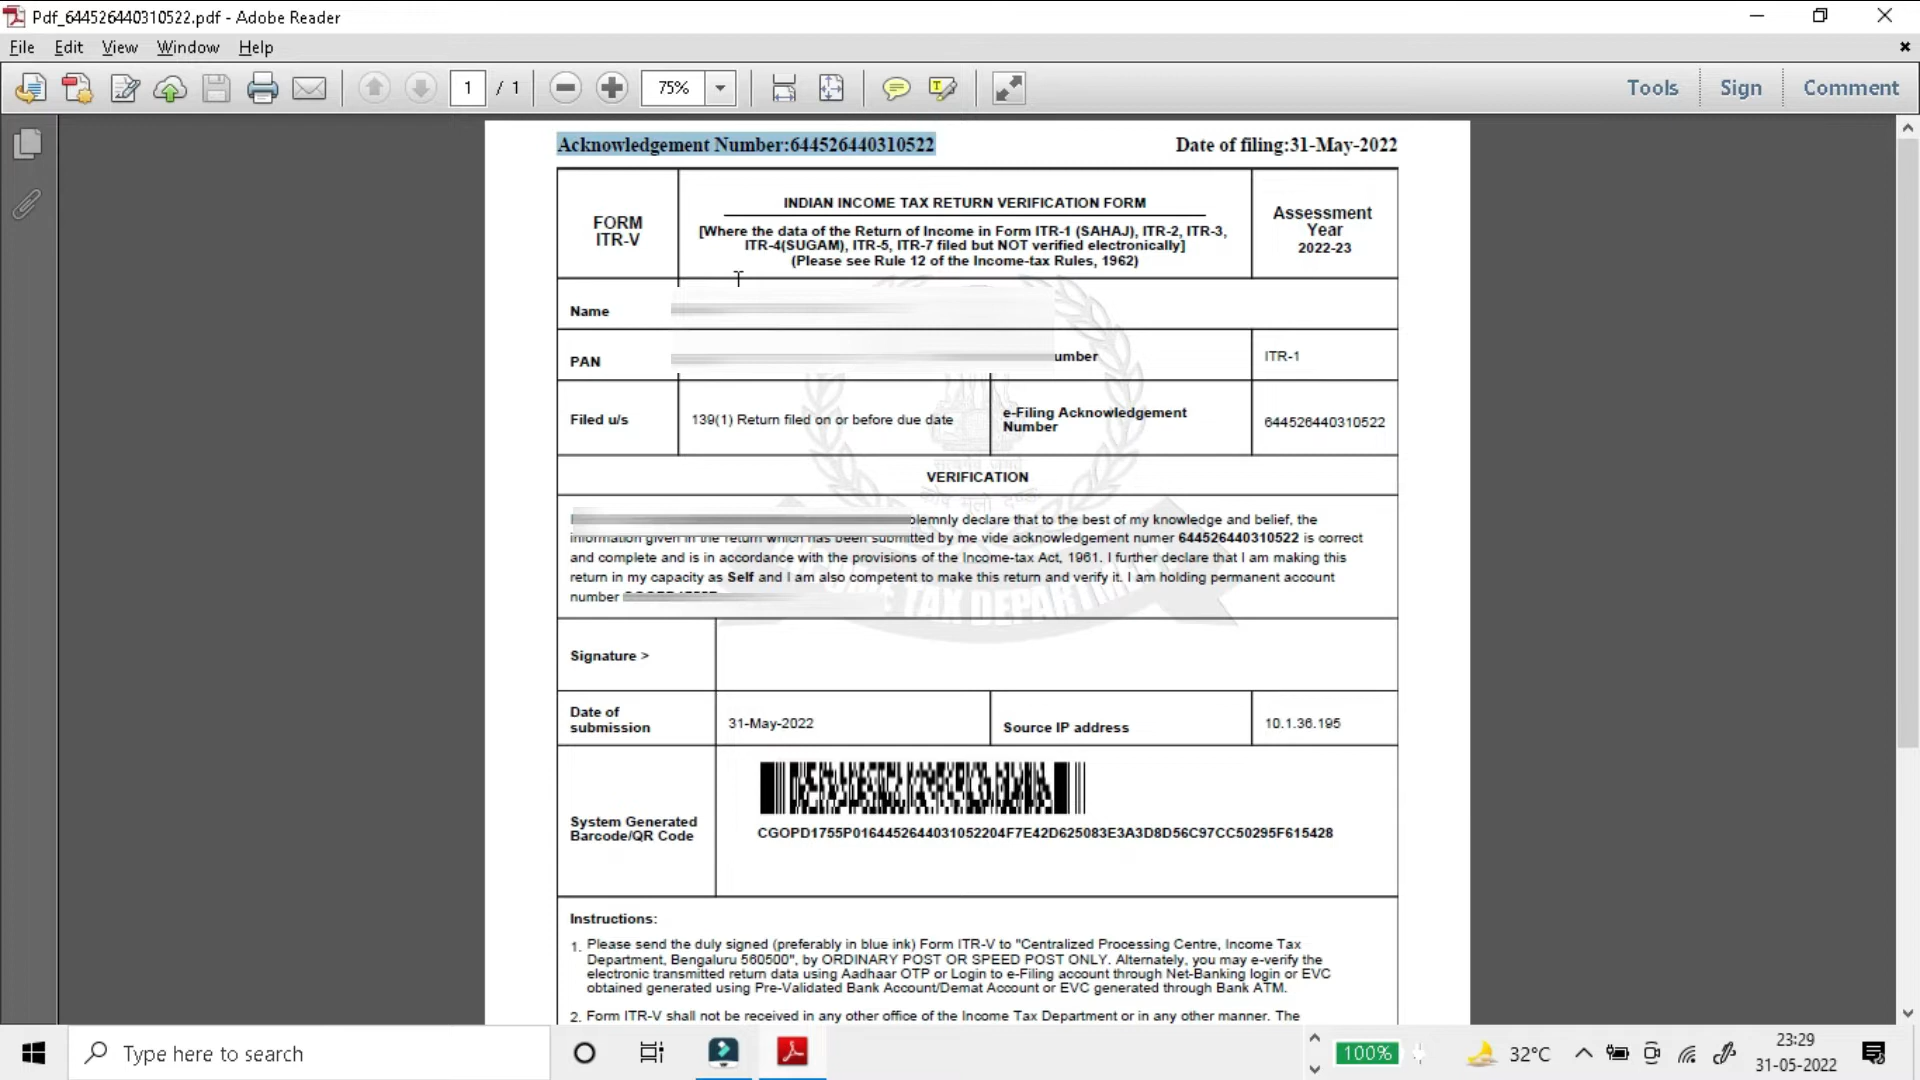 Pdf_644526440310522.pdf - Adobe Reader
File Edit View Window Help
1 / 1 75% Tools Sign Comment
Acknowledgement Number:644526440310522 Date of filing:31-May-2022
FORM
ITR-V
INDIAN INCOME TAX RETURN VERIFICATION FORM
[Where the data of the Return of Income in Form ITR-1 (SAHAJ), ITR-2, ITR-3,
ITR-4(SUGAM), ITR-5, ITR-7 filed but NOT verified electronically]
(Please see Rule 12 of the Income-tax Rules, 1962)
Assessment
Year
2022-23
Name
PAN umber ITR-1
Filed u/s 139(1) Return filed on or before due date e-Filing Acknowledgement
Number 644526440310522
सत्यमेव जयते
VERIFICATION
कोष मूलो दण्डः
olemnly declare that to the best of my knowledge and belief, the
information given in the return which has been submitted by me vide acknowledgement numer 644526440310522 is correct
and complete and is in accordance with the provisions of the Income-tax Act, 1961. I further declare that I am making this
return in my capacity as Self and I am also competent to make this return and verify it. I am holding permanent account
number
INCOME TAX DEPARTMENT
Signature >
Date of
submission
31-May-2022 Source IP address 10.1.36.195
System Generated
Barcode/QR Code
CGOPD1755P0164452644031052204F7E42D625083E3A3D8D56C97CC50295F615428
Instructions:
1. Please send the duly signed (preferably in blue ink) Form ITR-V to "Centralized Processing Centre, Income Tax
Department, Bengaluru 560500", by ORDINARY POST OR SPEED POST ONLY. Alternately, you may e-verify the
electronic transmitted return data using Aadhaar OTP or Login to e-Filing account through Net-Banking login or EVC
obtained generated using Pre-Validated Bank Account/Demat Account or EVC generated through Bank ATM.
2. Form ITR-V shall not be received in any other office of the Income Tax Department or in any other manner. The
Type here to search 100% 32°C 23:29
31-05-2022